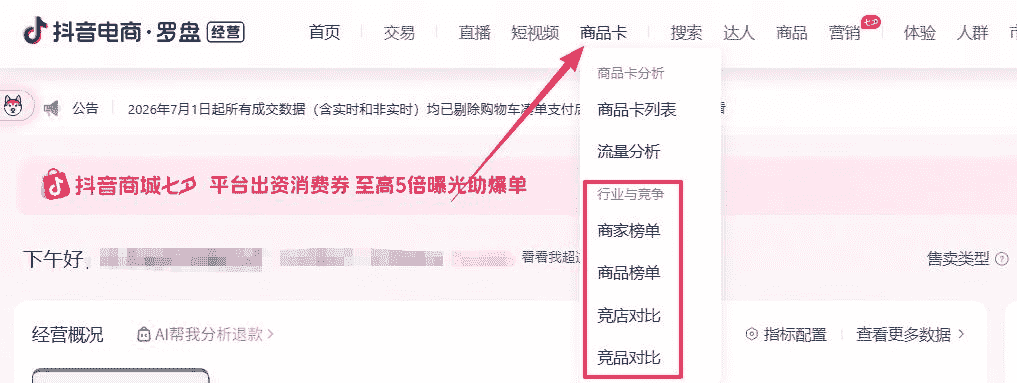 抖音电商·罗盘 经营 首页 交易 直播 短视频 商品卡 搜索 达人 商品 营销 七夕 体验 人群
商品卡分析
公告 2026年7月1日起所有成交数据（含实时和非实时）均已剔除购物车凑单支付后
商品卡列表
流量分析
抖音商城七夕 平台出资消费券 至高5倍曝光助爆单
行业与竞争
商家榜单
下午好，
看看我超
售卖类型
商品榜单
竞店对比
经营概况 AI帮我分析退款 > 指标配置 查看更多数据 >
竞品对比